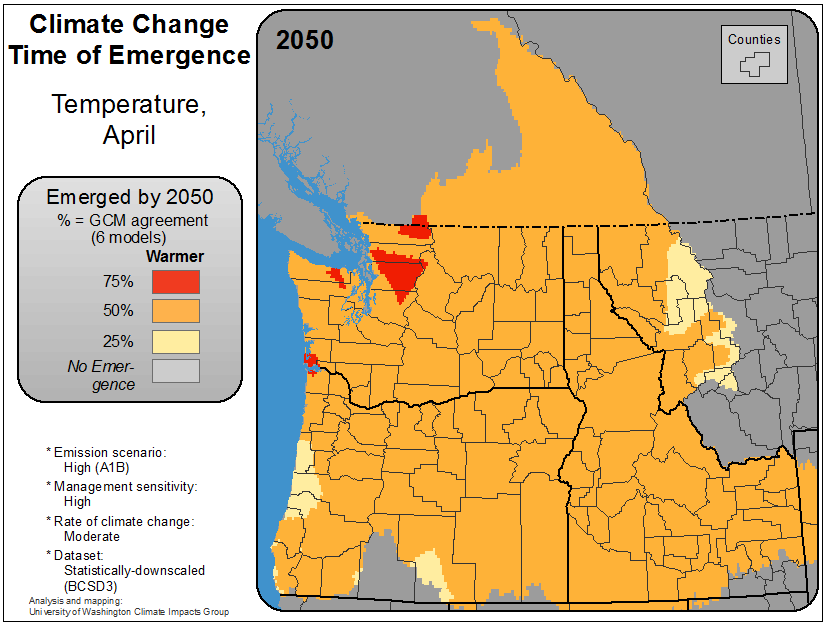 Climate Change
Time of Emergence
Temperature,
April
Emerged by 2050
% = GCM agreement
(6 models)
Warmer
75%
50%
25%
No Emer-
gence
* Emission scenario:
High (A1B)
* Management sensitivity:
High
* Rate of climate change:
Moderate
* Dataset:
Statistically-downscaled
(BCSD3)
Analysis and mapping:
University of Washington Climate Impacts Group
2050
Counties